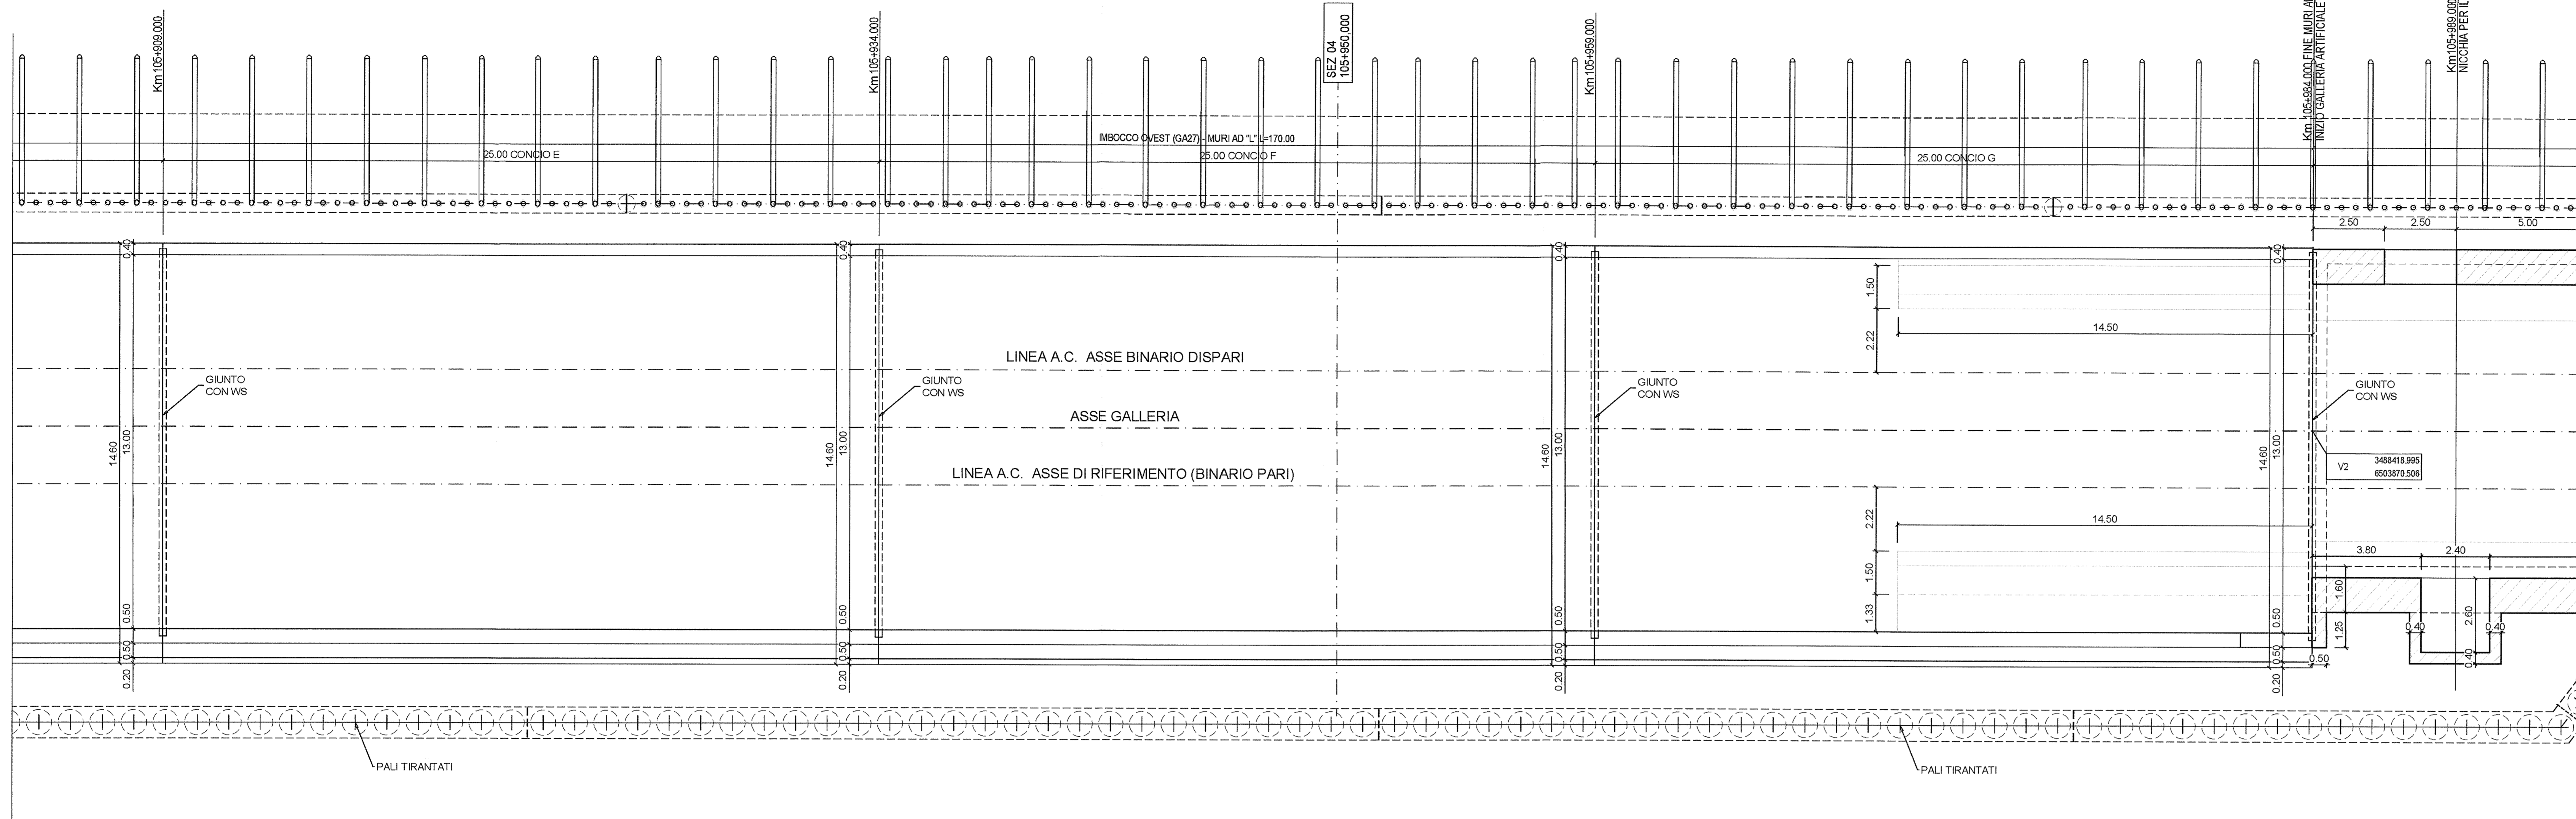 Km 105+909.000
Km 105+934.000
SEZ 04
105+950.000
Km 105+959.000
Km 105+984.000 FINE MURI
INIZIO GALLERIA ARTIFICIALE
Km 105+989.000
NICCHIA PER
IMBOCCO OVEST (GA27) - MURI AD "L" L=170.00
25.00 CONCIO E
25.00 CONCIO F
25.00 CONCIO G
2.50
2.50
5.00
0.40
0.40
0.40
0.40
1.50
2.22
14.50
LINEA A.C. ASSE BINARIO DISPARI
GIUNTO
CON WS
GIUNTO
CON WS
GIUNTO
CON WS
GIUNTO
CON WS
ASSE GALLERIA
14.60
13.00
14.60
13.00
14.60
13.00
14.60
13.00
V2
3488418.995
6503870.506
LINEA A.C. ASSE DI RIFERIMENTO (BINARIO PARI)
2.22
14.50
1.50
1.33
3.80
2.40
1.60
2.60
1.25
0.40
0.40
0.40
0.50
0.50
0.50
0.20
0.50
0.50
0.20
0.50
0.50
0.20
0.50
0.50
0.20
PALI TIRANTATI
PALI TIRANTATI